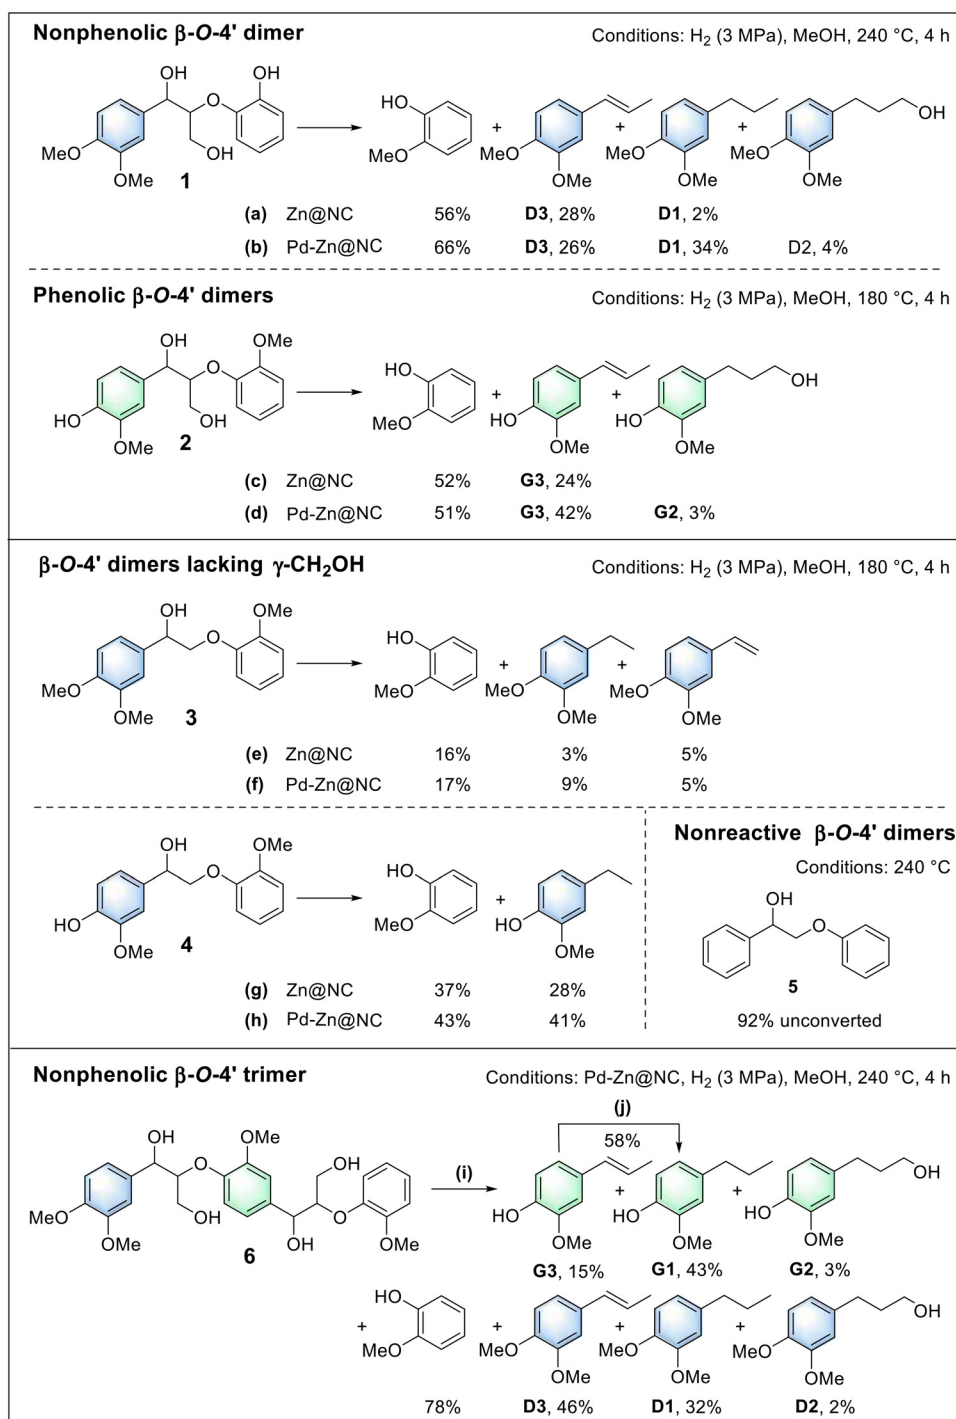 Nonphenolic β-O-4' dimer Conditions: H2 (3 MPa), MeOH, 240 °C, 4 h
OH OH
O
OH
MeO
OMe
1
HO
MeO
+
MeO
OMe
+
MeO
OMe
+
OH
MeO
OMe
(a) Zn@NC 56% D3, 28% D1, 2%
(b) Pd-Zn@NC 66% D3, 26% D1, 34% D2, 4%
Phenolic β-O-4' dimers Conditions: H2 (3 MPa), MeOH, 180 °C, 4 h
OH OMe
O
OH
HO
OMe
2
HO
MeO
+
HO
OMe
+
OH
HO
OMe
(c) Zn@NC 52% G3, 24%
(d) Pd-Zn@NC 51% G3, 42% G2, 3%
β-O-4' dimers lacking γ-CH2OH Conditions: H2 (3 MPa), MeOH, 180 °C, 4 h
OH OMe
O
MeO
OMe
3
HO
MeO
+
MeO
OMe
+
MeO
OMe
(e) Zn@NC 16% 3% 5%
(f) Pd-Zn@NC 17% 9% 5%
OH OMe
O
HO
OMe
4
HO
MeO
+
HO
OMe
(g) Zn@NC 37% 28%
(h) Pd-Zn@NC 43% 41%
Nonreactive β-O-4' dimers
Conditions: 240 °C
OH
O
5
92% unconverted
Nonphenolic β-O-4' trimer Conditions: Pd-Zn@NC, H2 (3 MPa), MeOH, 240 °C, 4 h
OH OMe
O
HO
OH
O
MeO
OMe
OH
OMe
6
(i)
(j)
58%
HO
OMe
+
HO
OMe
+
OH
HO
OMe
G3, 15% G1, 43% G2, 3%
+
HO
MeO
+
MeO
OMe
+
MeO
OMe
+
OH
MeO
OMe
78% D3, 46% D1, 32% D2, 2%